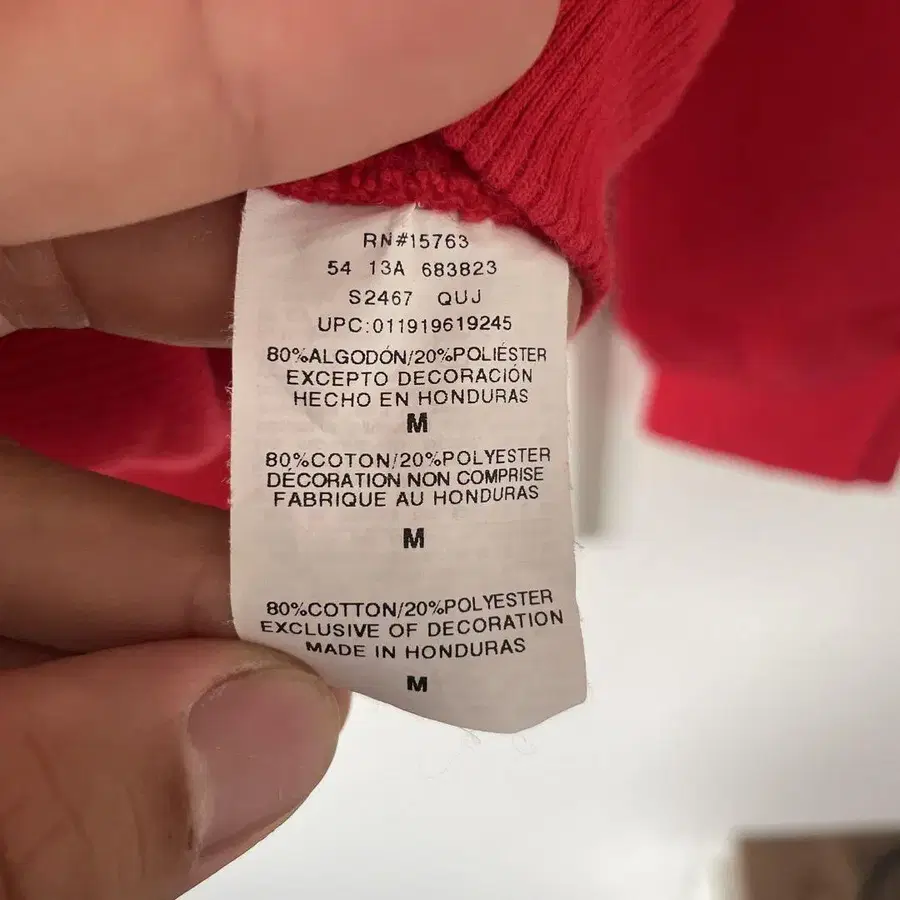 RN#15763
54 13A 683823
S2467 QUJ
UPC:011919619245
80%ALGODÓN/20%POLIÉSTER
EXCEPTO DECORACIÓN
HECHO EN HONDURAS
M
80%COTON/20%POLYESTER
DÉCORATION NON COMPRISE
FABRIQUE AU HONDURAS
M
80%COTTON/20%POLYESTER
EXCLUSIVE OF DECORATION
MADE IN HONDURAS
M